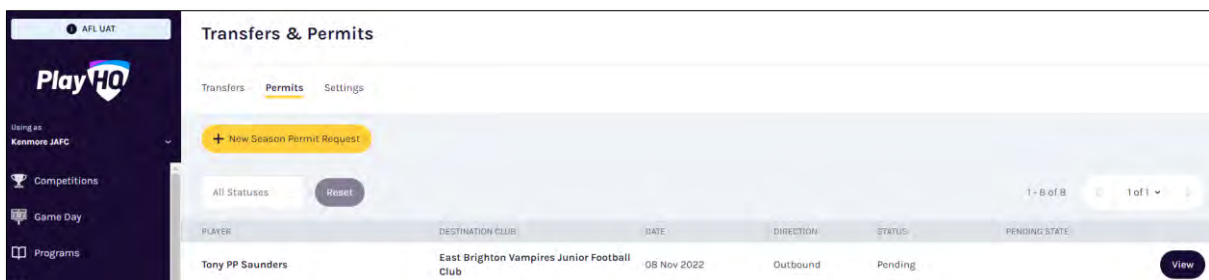 AFL UAT
PlayHQ
Using as
Kenmore JAFC
Competitions
Game Day
Programs
Transfers & Permits
Transfers Permits Settings
+ New Season Permit Request
All Statuses Reset 1 - 8 of 8 1 of 1
PLAYER DESTINATION CLUB DATE DIRECTION STATUS PENDING STATE
Tony PP Saunders East Brighton Vampires Junior Football Club 08 Nov 2022 Outbound Pending View